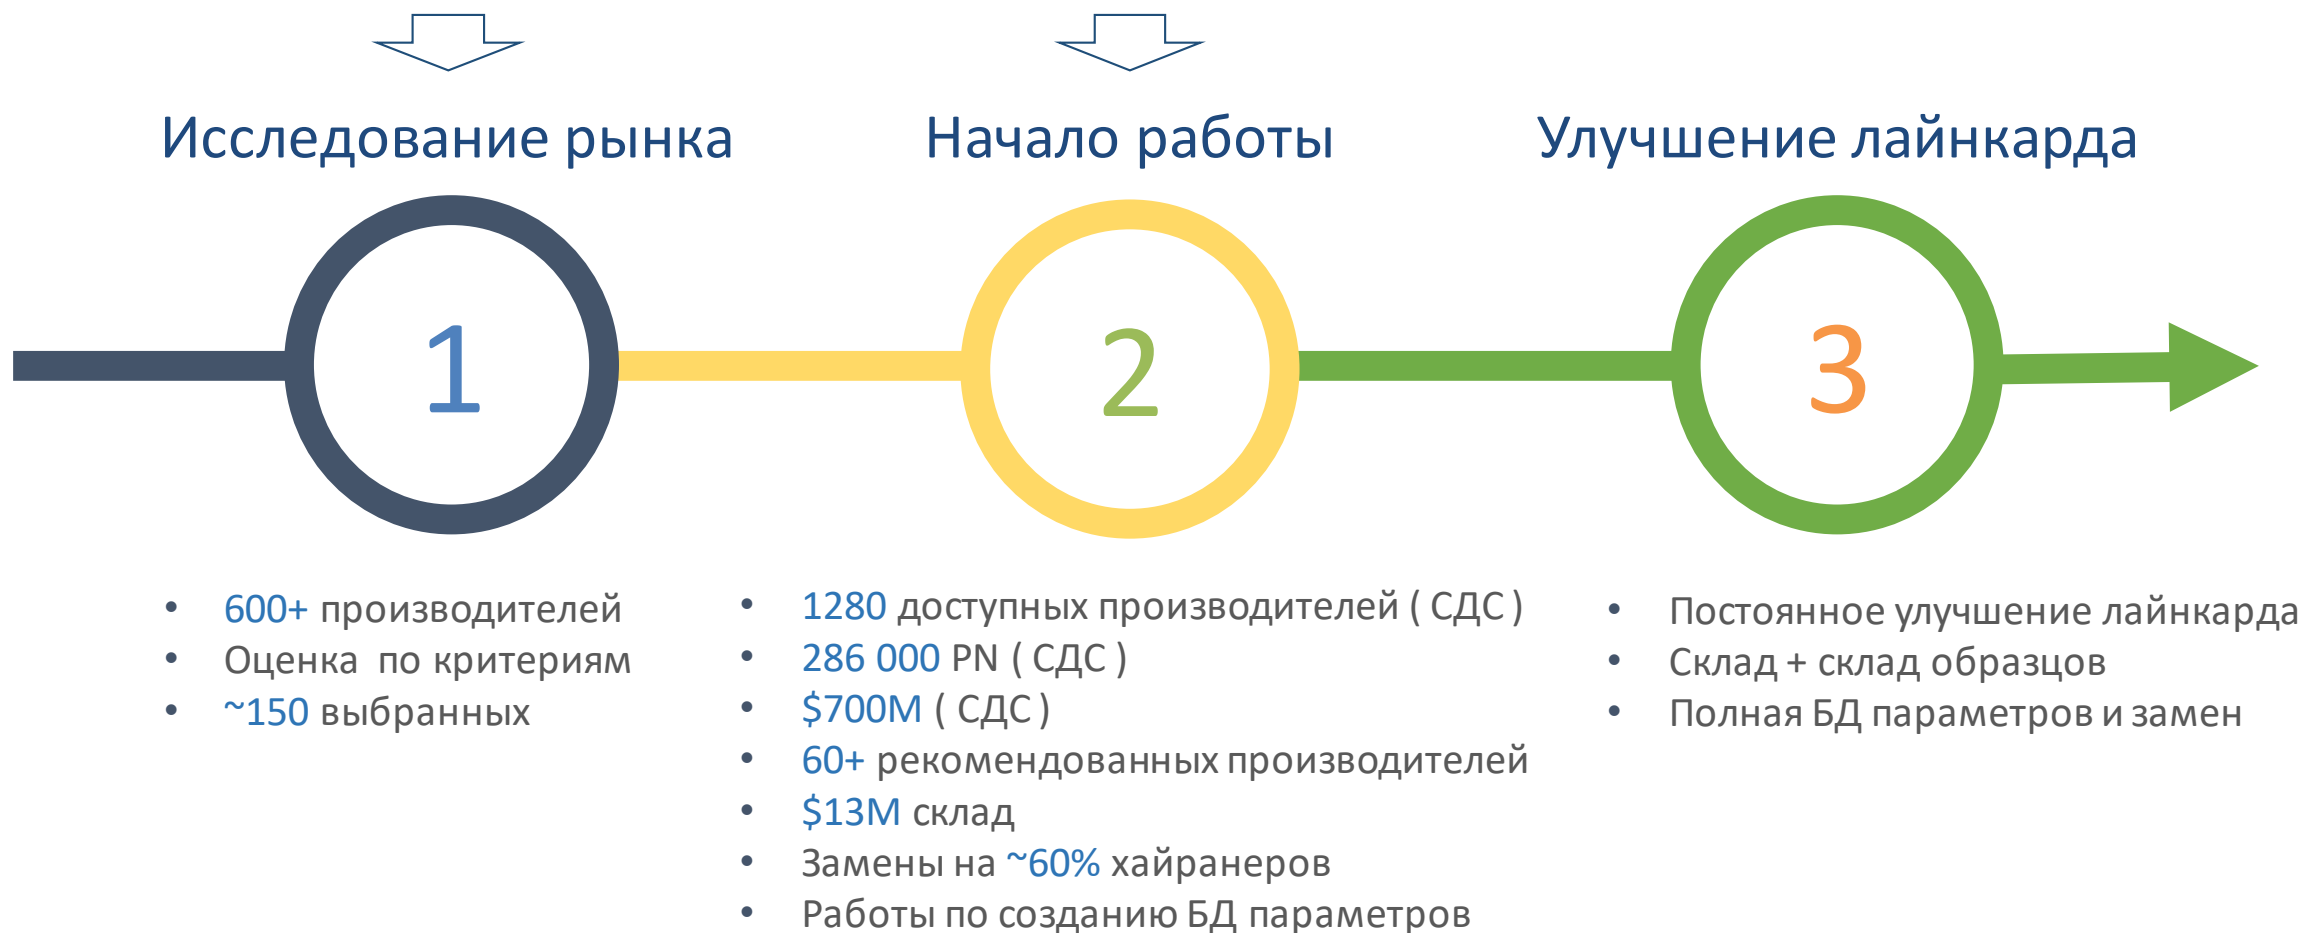 Исследование рынка
Начало работы
Улучшение лайнкарда
1
2
3
• 600+ производителей
• Оценка по критериям
• ~150 выбранных
• 1280 доступных производителей ( СДС )
• 286 000 PN ( СДС )
• $700M ( СДС )
• 60+ рекомендованных производителей
• $13M склад
• Замены на ~60% хайранеров
• Работы по созданию БД параметров
• Постоянное улучшение лайнкарда
• Склад + склад образцов
• Полная БД параметров и замен